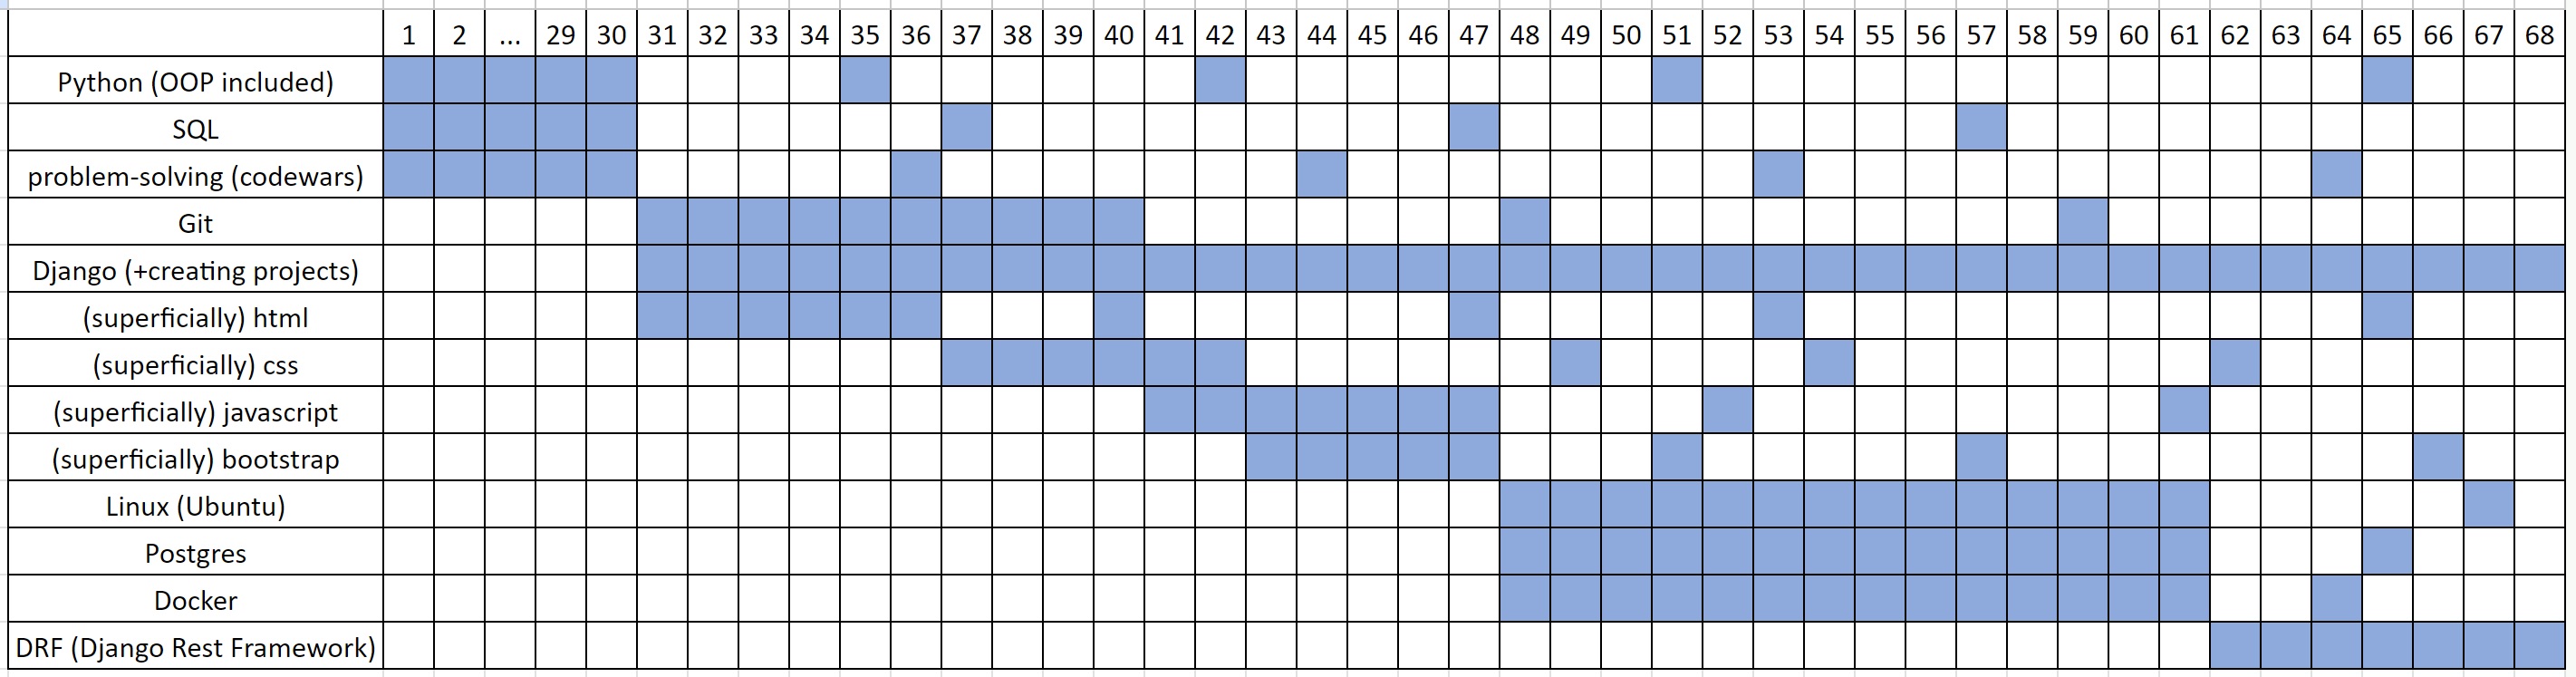 1 2 ... 29 30 31 32 33 34 35 36 37 38 39 40 41 42 43 44 45 46 47 48 49 50 51 52 53 54 55 56 57 58 59 60 61 62 63 64 65 66 67 68
Python (OOP included)
SQL
problem-solving (codewars)
Git
Django (+creating projects)
(superficially) html
(superficially) css
(superficially) javascript
(superficially) bootstrap
Linux (Ubuntu)
Postgres
Docker
DRF (Django Rest Framework)